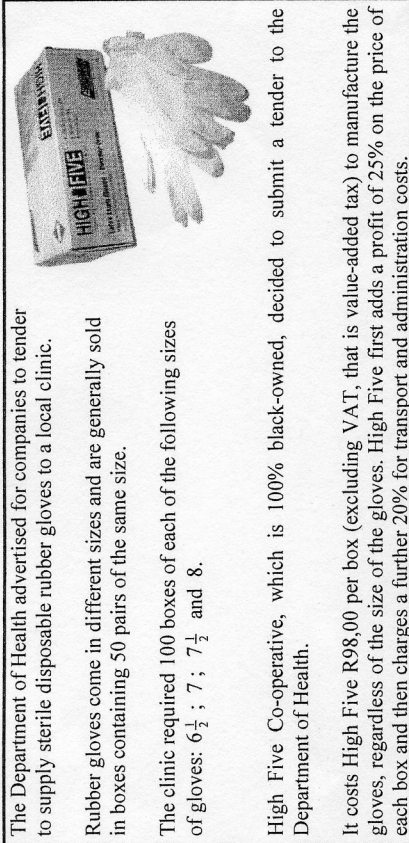 The Department of Health advertised for companies to tender
to supply sterile disposable rubber gloves to a local clinic.
Rubber gloves come in different sizes and are generally sold
in boxes containing 50 pairs of the same size.
The clinic required 100 boxes of each of the following sizes
of gloves: 6½ ; 7 ; 7½ and 8.
HIGH FIVE
High Five Co-operative, which is 100% black-owned, decided to submit a tender to the
Department of Health.
It costs High Five R98,00 per box (excluding VAT, that is value-added tax) to manufacture the
gloves, regardless of the size of the gloves. High Five first adds a profit of 25% on the price of
each box and then charges a further 20% for transport and administration costs.